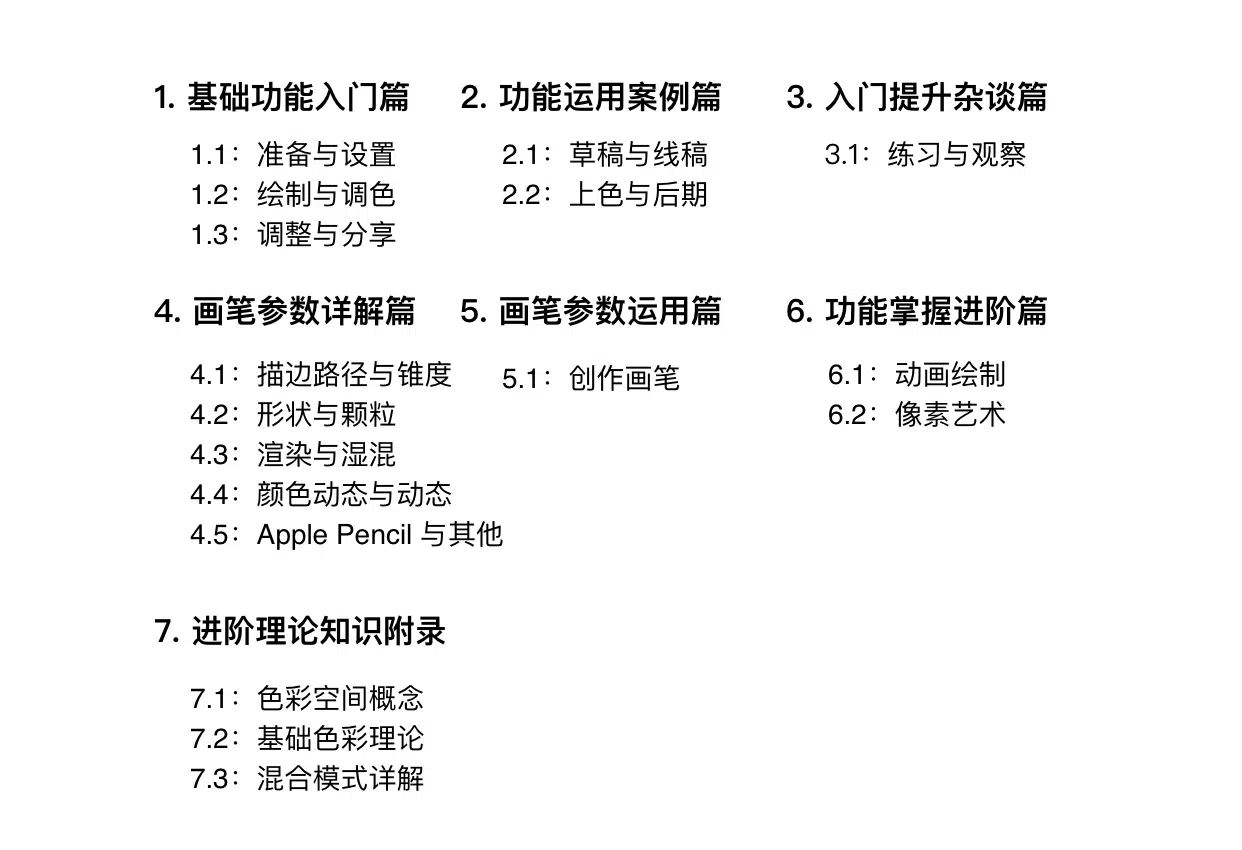 1. 基础功能入门篇
1.1：准备与设置
1.2：绘制与调色
1.3：调整与分享
2. 功能运用案例篇
2.1：草稿与线稿
2.2：上色与后期
3. 入门提升杂谈篇
3.1：练习与观察
4. 画笔参数详解篇
4.1：描边路径与锥度
4.2：形状与颗粒
4.3：渲染与湿混
4.4：颜色动态与动态
4.5：Apple Pencil 与其他
5. 画笔参数运用篇
5.1：创作画笔
6. 功能掌握进阶篇
6.1：动画绘制
6.2：像素艺术
7. 进阶理论知识附录
7.1：色彩空间概念
7.2：基础色彩理论
7.3：混合模式详解